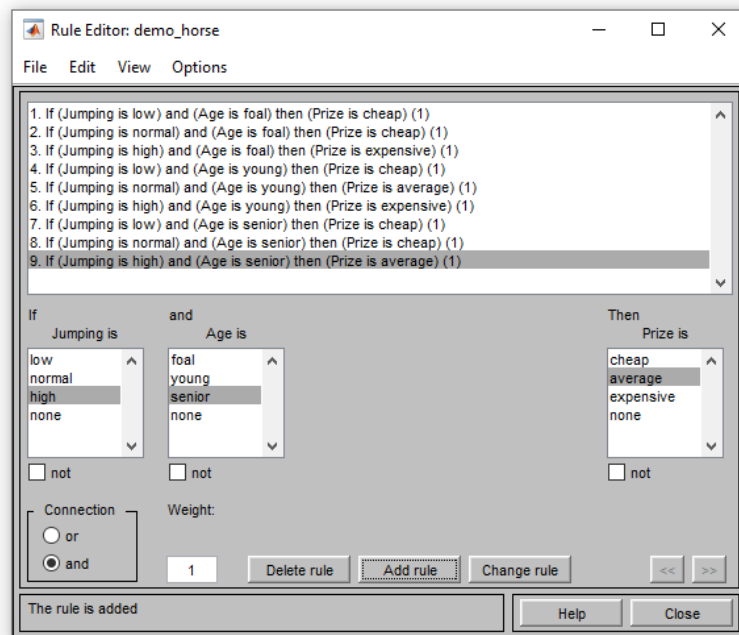 Rule Editor: demo_horse
File Edit View Options
1. If (Jumping is low) and (Age is foal) then (Prize is cheap) (1)
2. If (Jumping is normal) and (Age is foal) then (Prize is cheap) (1)
3. If (Jumping is high) and (Age is foal) then (Prize is expensive) (1)
4. If (Jumping is low) and (Age is young) then (Prize is cheap) (1)
5. If (Jumping is normal) and (Age is young) then (Prize is average) (1)
6. If (Jumping is high) and (Age is young) then (Prize is expensive) (1)
7. If (Jumping is low) and (Age is senior) then (Prize is cheap) (1)
8. If (Jumping is normal) and (Age is senior) then (Prize is cheap) (1)
9. If (Jumping is high) and (Age is senior) then (Prize is average) (1)
If
Jumping is
low
normal
high
none
not
and
Age is
foal
young
senior
none
not
Then
Prize is
cheap
average
expensive
none
not
Connection
or
and
Weight:
1
Delete rule
Add rule
Change rule
<<
>>
The rule is added
Help
Close